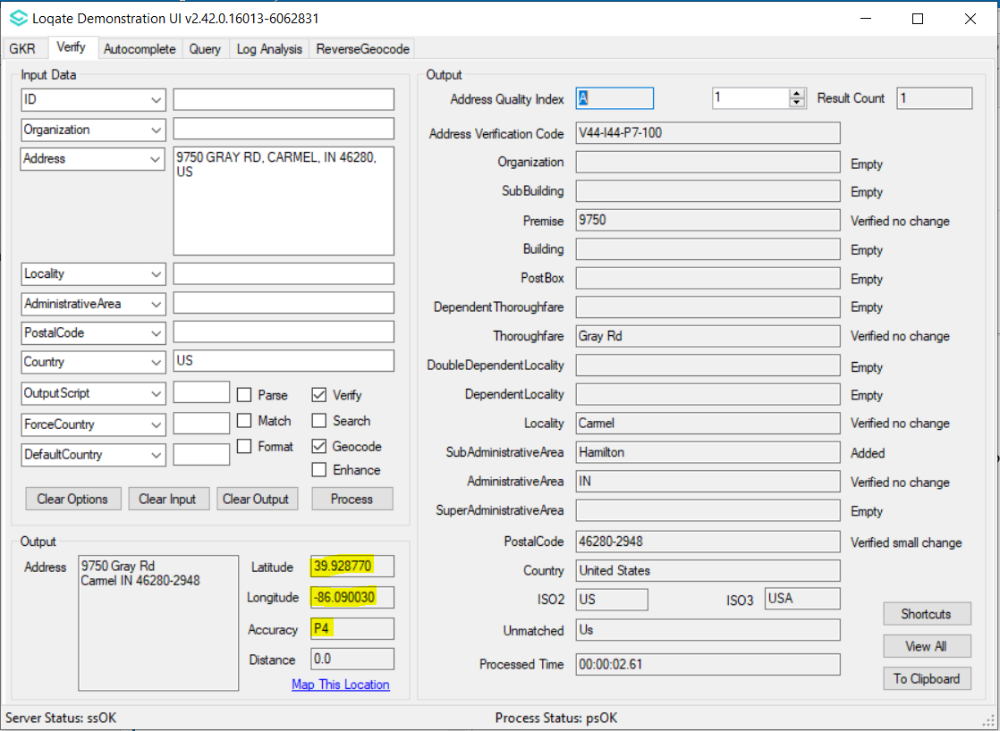 Loqate Demonstration UI v2.42.0.16013-6062831
GKR
Verify
Autocomplete
Query
Log Analysis
ReverseGeocode
Input Data
ID
Organization
Address
9750 GRAY RD, CARMEL, IN 46280,
US
Locality
AdministrativeArea
PostalCode
Country
US
OutputScript
Parse
Verify
ForceCountry
Match
Search
DefaultCountry
Format
Geocode
Enhance
Clear Options
Clear Input
Clear Output
Process
Output
Address
9750 Gray Rd
Carmel IN 46280-2948
Latitude
39.928770
Longitude
-86.090030
Accuracy
P4
Distance
0.0
Map This Location
Output
Address Quality Index
A
1
Result Count
1
Address Verification Code
V44-I44-P7-100
Organization
Empty
SubBuilding
Empty
Premise
9750
Verified no change
Building
Empty
PostBox
Empty
DependentThoroughfare
Empty
Thoroughfare
Gray Rd
Verified no change
DoubleDependentLocality
Empty
DependentLocality
Empty
Locality
Carmel
Verified no change
SubAdministrativeArea
Hamilton
Added
AdministrativeArea
IN
Verified no change
SuperAdministrativeArea
Empty
PostalCode
46280-2948
Verified small change
Country
United States
ISO2
US
ISO3
USA
Unmatched
Us
Processed Time
00:00:02.61
Shortcuts
View All
To Clipboard
Server Status: ssOK
Process Status: psOK